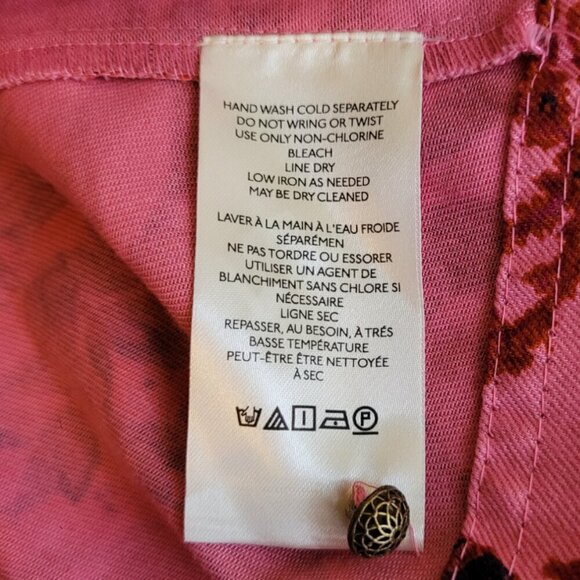 HAND WASH COLD SEPARATELY
DO NOT WRING OR TWIST
USE ONLY NON-CHLORINE
BLEACH
LINE DRY
LOW IRON AS NEEDED
MAY BE DRY CLEANED
LAVER À LA MAIN À L'EAU FROIDE
SÉPARÉMEN
NE PAS TORDRE OU ESSORER
UTILISER UN AGENT DE
BLANCHIMENT SANS CHLORE SI
NÉCESSAIRE
LIGNE SEC
REPASSER, AU BESOIN, À TRÉS
BASSE TEMPÉRATURE
PEUT-ÊTRE ÊTRE NETTOYÉE
À SEC
P